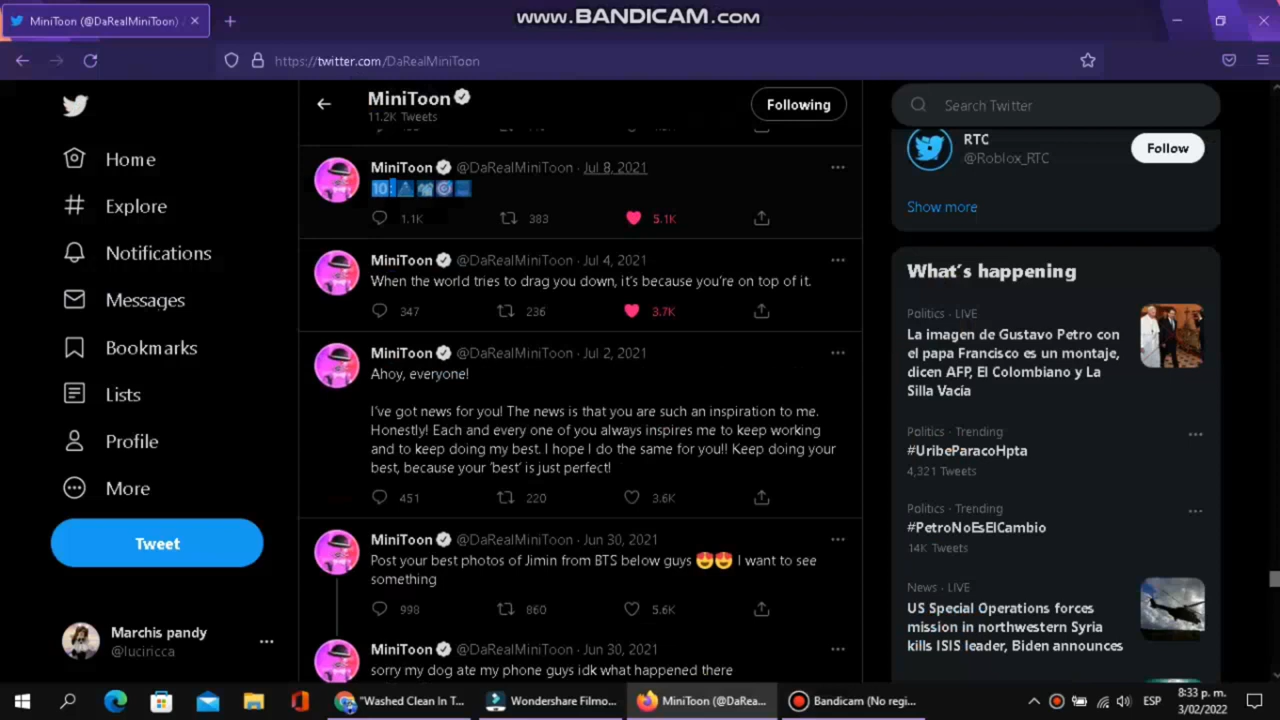 MiniToon (@DaRealMiniToon)
www.BANDICAM.com
https://twitter.com/DaRealMiniToon
MiniToon
11.2K Tweets
Following
Home
Explore
Notifications
Messages
Bookmarks
Lists
Profile
More
Tweet
Marchis pandy
@luciricca
MiniToon @DaRealMiniToon · Jul 8, 2021
1.1K 383 5.1K
MiniToon @DaRealMiniToon · Jul 4, 2021
When the world tries to drag you down, it's because you're on top of it.
347 236 3.7K
MiniToon @DaRealMiniToon · Jul 2, 2021
Ahoy, everyone!
I've got news for you! The news is that you are such an inspiration to me.
Honestly! Each and every one of you always inspires me to keep working
and to keep doing my best. I hope I do the same for you!! Keep doing your
best, because your 'best' is just perfect!
451 220 3.6K
MiniToon @DaRealMiniToon · Jun 30, 2021
Post your best photos of Jimin from BTS below guys 😍😍 I want to see
something
998 860 5.6K
MiniToon @DaRealMiniToon · Jun 30, 2021
sorry my dog ate my phone guys idk what happened there
Search Twitter
RTC
@Roblox_RTC
Follow
Show more
What's happening
Politics · LIVE
La imagen de Gustavo Petro con
el papa Francisco es un montaje,
dicen AFP, El Colombiano y La
Silla Vacía
Politics · Trending
#UribeParacoHpta
4,321 Tweets
Politics · Trending
#PetroNoEsElCambio
14K Tweets
News · LIVE
US Special Operations forces
mission in northwestern Syria
kills ISIS leader, Biden announces
"Washed Clean In T...
Wondershare Filmo...
MiniToon (@DaRea...
Bandicam (No regi...
ESP
8:33 p. m.
3/02/2022